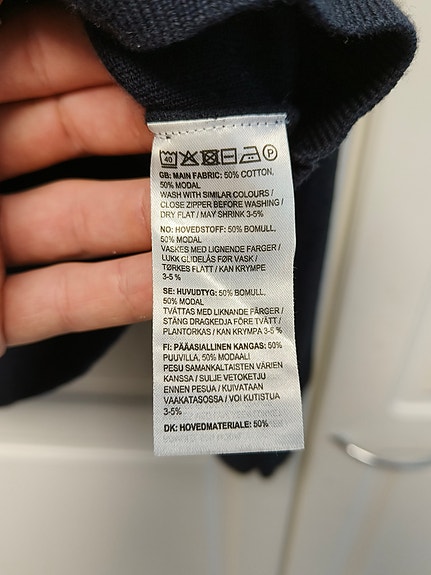 40 P
GB: MAIN FABRIC: 50% COTTON,
50% MODAL
WASH WITH SIMILAR COLOURS /
CLOSE ZIPPER BEFORE WASHING /
DRY FLAT / MAY SHRINK 3-5%
NO: HOVEDSTOFF: 50% BOMULL,
50% MODAL
VASKES MED LIGNENDE FARGER /
LUKK GLIDELÅS FØR VASK /
TØRKES FLATT / KAN KRYMPE
3-5 %
SE: HUVUDTYG: 50% BOMULL,
50% MODAL
TVÄTTAS MED LIKNANDE FÄRGER /
STÄNG DRAGKEDJA FÖRE TVÄTT /
PLANTORKAS / KAN KRYMPA 3-5 %
FI: PÄÄASIALLINEN KANGAS: 50%
PUUVILLA, 50% MODAALI
PESU SAMANKALTAISTEN VÄRIEN
KANSSA / SULJE VETOKETJU
ENNEN PESUA / KUIVATAAN
VAAKATASOSSA / VOI KUTISTUA
3-5%
DK: HOVEDMATERIALE: 50%